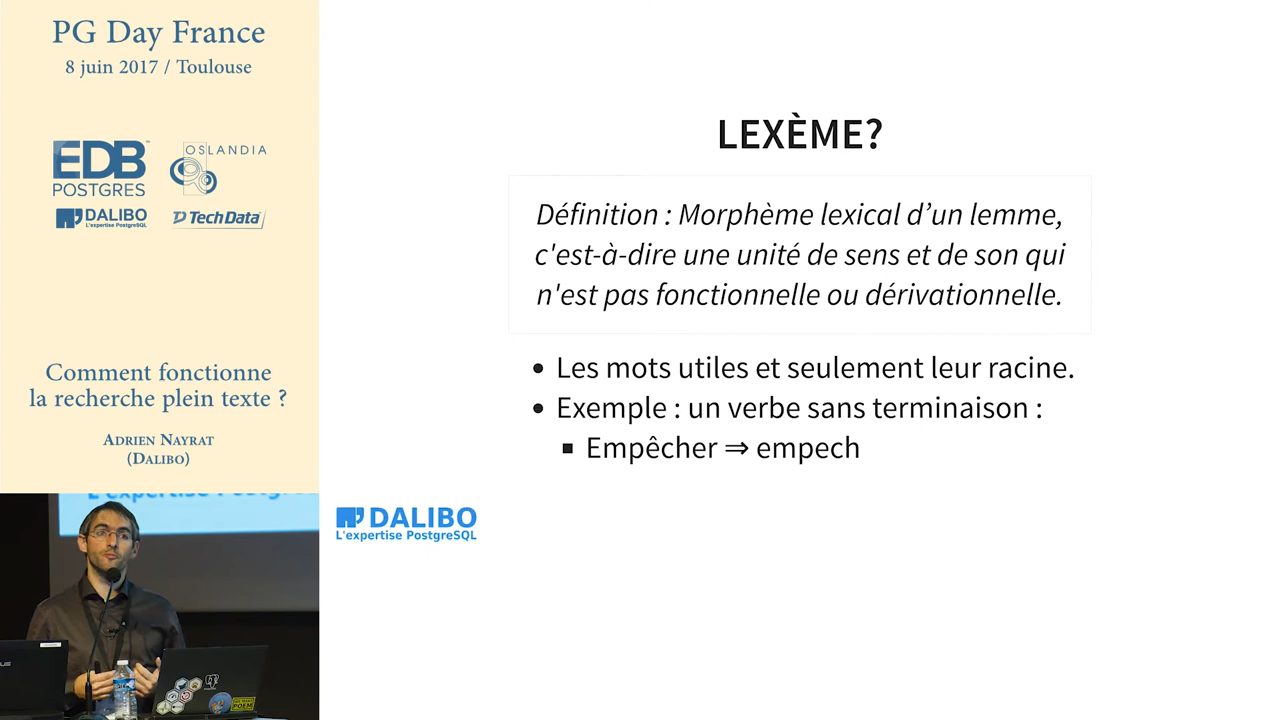 PG Day France
8 juin 2017 / Toulouse
EDB
POSTGRES
OSLANDIA
DALIBO
L'expertise PostgreSQL
TechData
Comment fonctionne
la recherche plein texte ?
Adrien Nayrat
(Dalibo)
LEXÈME?
Définition : Morphème lexical d’un lemme,
c'est-à-dire une unité de sens et de son qui
n'est pas fonctionnelle ou dérivationnelle.
• Les mots utiles et seulement leur racine.
• Exemple : un verbe sans terminaison :
▪ Empêcher ⇒ empech
DALIBO
L'expertise PostgreSQL